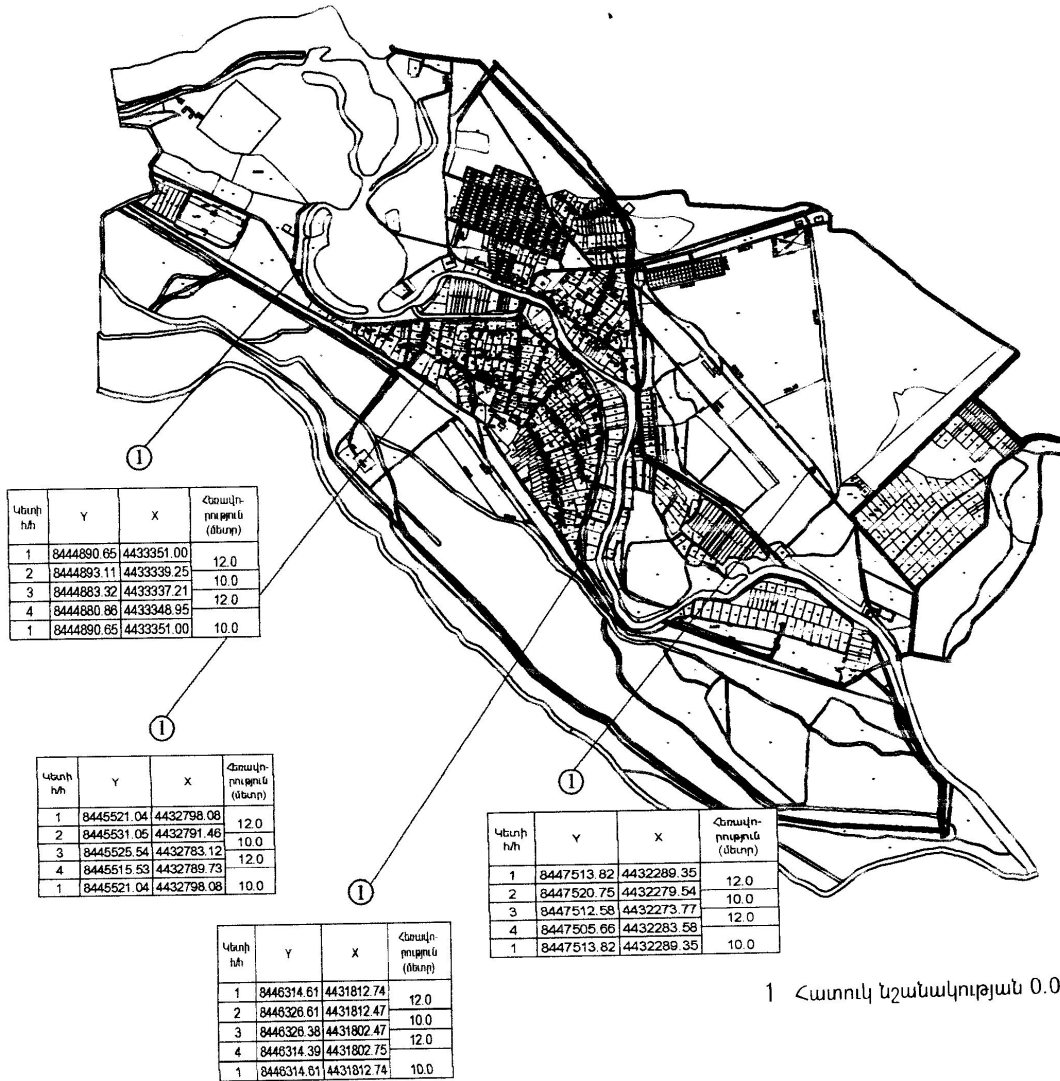 1
Կետի հ/հ Y X Հեռավո- րություն (մետր)
1 8444890.65 4433351.00 12.0
2 8444893.11 4433339.25 10.0
3 8444883.32 4433337.21 12.0
4 8444880.86 4433348.95
1 8444890.65 4433351.00 10.0
1
Կետի հ/հ Y X Հեռավո- րություն (մետր)
1 8445521.04 4432798.08 12.0
2 8445531.05 4432791.46 10.0
3 8445525.54 4432783.12 12.0
4 8445515.53 4432789.73
1 8445521.04 4432798.08 10.0
1
Կետի հ/հ Y X Հեռավո- րություն (մետր)
1 8447513.82 4432289.35 12.0
2 8447520.75 4432279.54 10.0
3 8447512.58 4432273.77 12.0
4 8447505.66 4432283.58
1 8447513.82 4432289.35 10.0
1
Կետի հ/հ Y X Հեռավո- րություն (մետր)
1 8446314.61 4431812.74 12.0
2 8446326.61 4431812.47 10.0
3 8446326.38 4431802.47 12.0
4 8446314.39 4431802.75
1 8446314.61 4431812.74 10.0
1 Հատուկ նշանակության 0.0